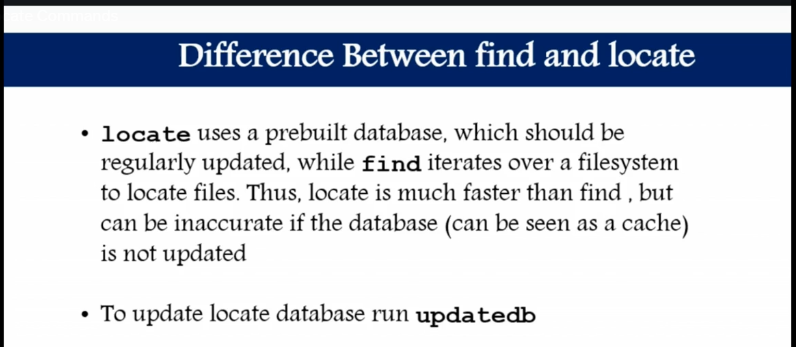 Difference Between find and locate
• locate uses a prebuilt database, which should be
regularly updated, while find iterates over a filesystem
to locate files. Thus, locate is much faster than find , but
can be inaccurate if the database (can be seen as a cache)
is not updated
• To update locate database run updatedb